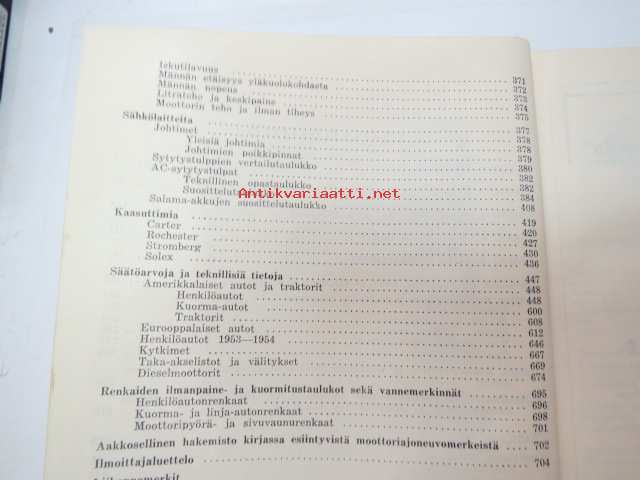 iskutilavuus 371
Männän etäisyys yläkuolokohdasta 372
Männän nopeus 373
Litrateho ja keskipaine 374
Moottorin teho ja ilman tiheys 375
Sähkölaitteita 377
Johtimet 378
Yleisiä johtimia 378
Johtimien poikkipinnat 379
Sytytystulppien vertailutaulukko 380
AC-sytytystulpat 382
Teknillinen opastaulukko 382
Suosittelutaulukko 384
Salama-akkujen suosittelutaulukko 408
Antikvariaatti.net
Kaasuttimia 419
Carter 420
Rochester 427
Stromberg 430
Solex 436
Säätöarvoja ja teknillisiä tietoja 447
Amerikkalaiset autot ja traktorit 448
Henkilöautot 448
Kuorma-autot 600
Traktorit 608
Eurooppalaiset autot 612
Henkilöautot 1953—1954 646
Kytkimet 667
Taka-akselistot ja välitykset 669
Dieselmoottorit 674
Renkaiden ilmanpaine- ja kuormitustaulukot sekä vannemerkinnät 695
Henkilöautonrenkaat 696
Kuorma- ja linja-autonrenkaat 698
Moottoripyörä- ja sivuvaunurenkaat 701
Aakkosellinen hakemisto kirjassa esiintyvistä moottoriajoneuvomerkeistä 702
Ilmoittajaluettelo 704